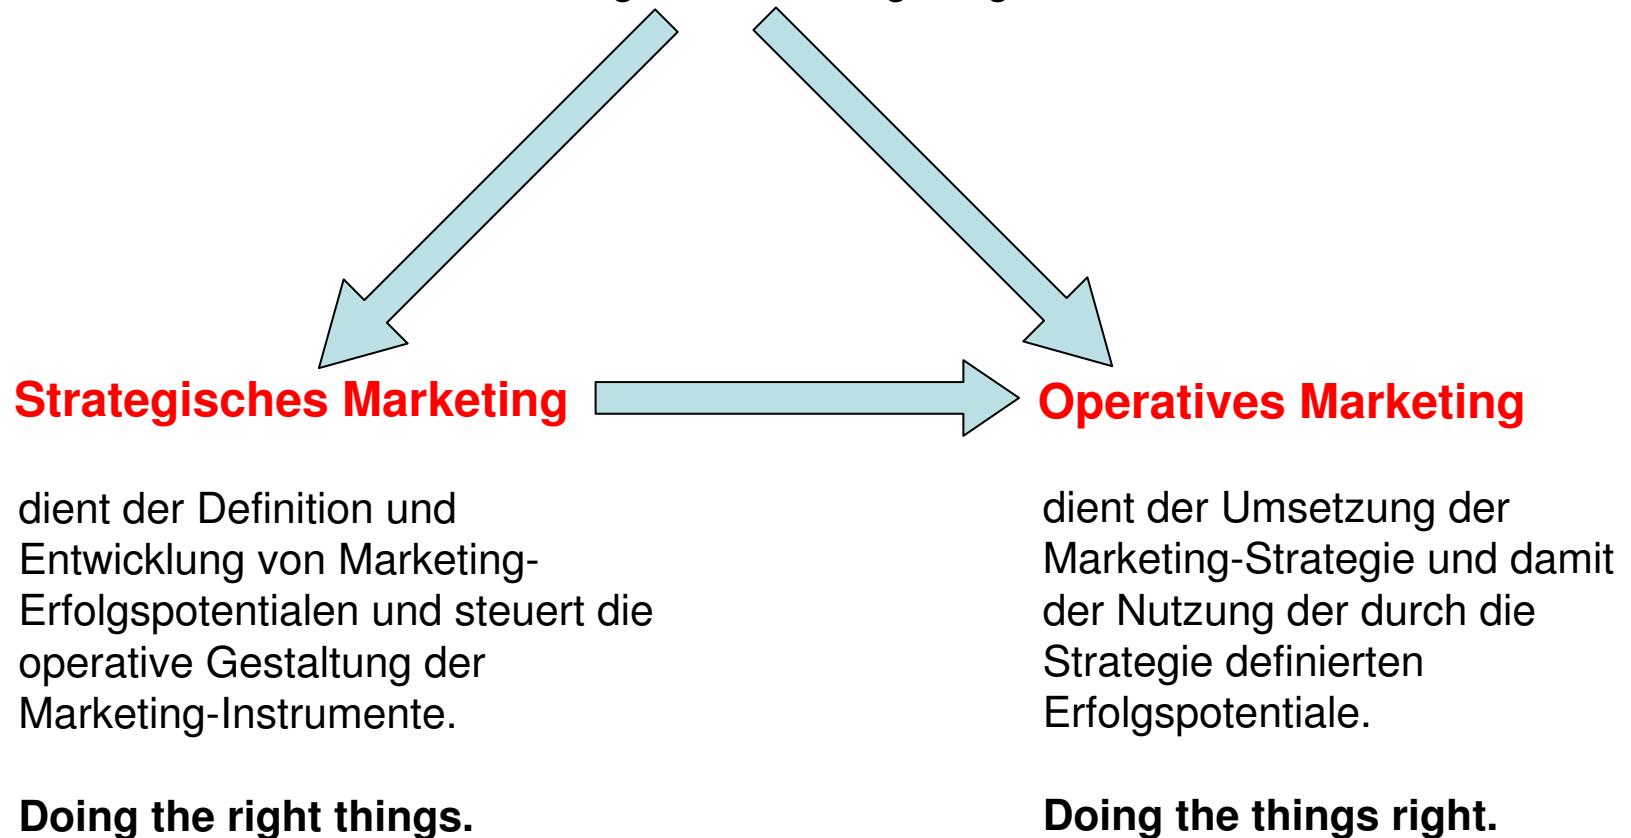 Strategisches Marketing
Operatives Marketing
dient der Definition und
Entwicklung von Marketing-
Erfolgspotentialen und steuert die
operative Gestaltung der
Marketing-Instrumente.
Doing the right things.
dient der Umsetzung der
Marketing-Strategie und damit
der Nutzung der durch die
Strategie definierten
Erfolgspotentiale.
Doing the things right.